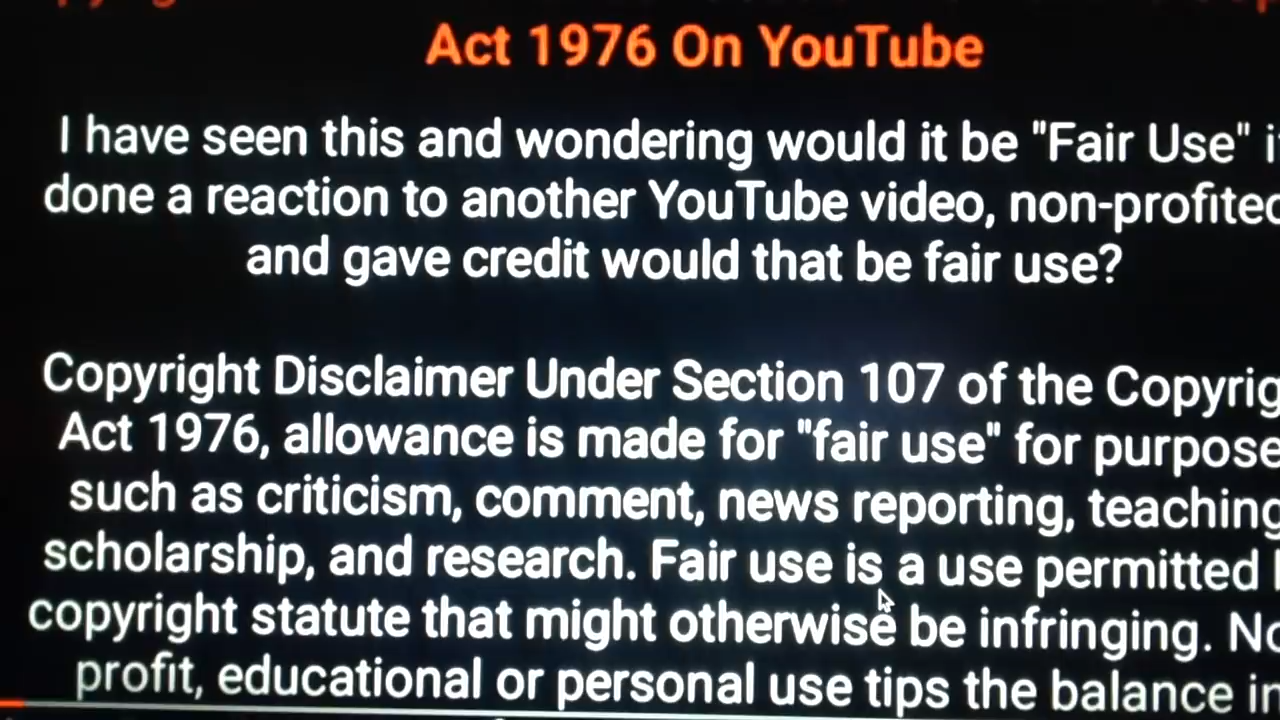 Act 1976 On YouTube
I have seen this and wondering would it be "Fair Use"
done a reaction to another YouTube video, non-profited
and gave credit would that be fair use?
Copyright Disclaimer Under Section 107 of the
Act 1976, allowance is made for "fair use" for
such as criticism, comment, news reporting, teaching
scholarship, and research. Fair use is a use permitted
copyright statute that might otherwise be infringing.
profit, educational or personal use tips the balance in